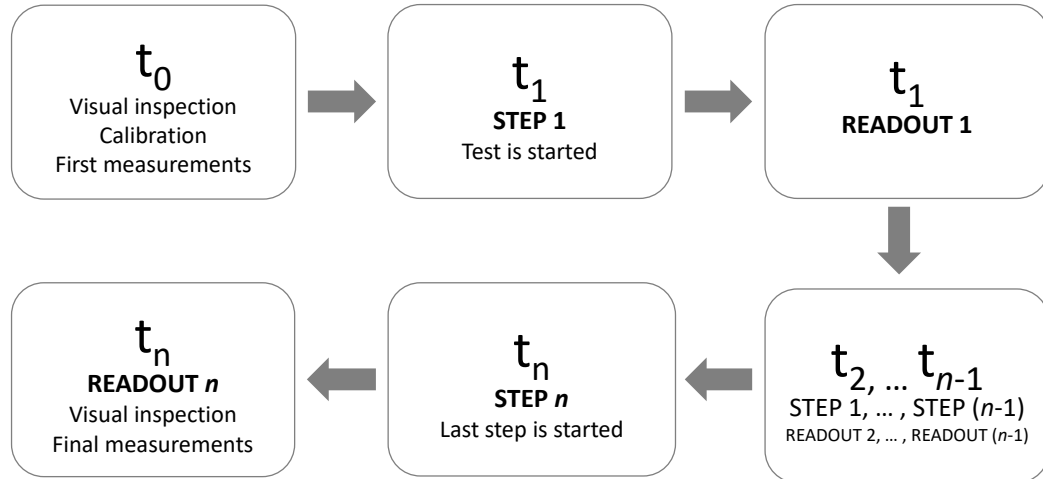 t₀
Visual inspection
Calibration
First measurements
t₁
STEP 1
Test is started
t₁
READOUT 1
t₂, ... tₙ₋₁
STEP 1, ... , STEP (n-1)
READOUT 2, ... , READOUT (n-1)
tₙ
STEP n
Last step is started
tₙ
READOUT n
Visual inspection
Final measurements